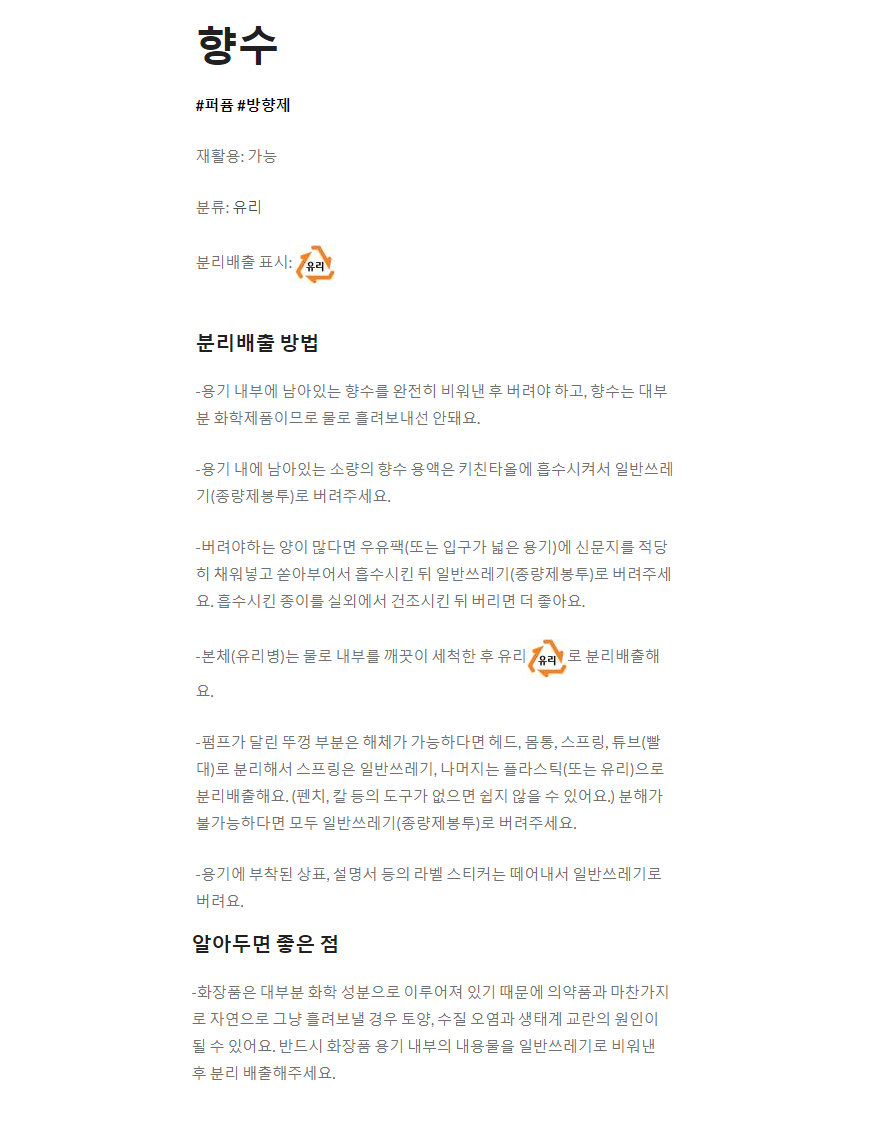 향수
#퍼퓸 #방향제
재활용: 가능
분류: 유리
분리배출 표시: 유리
분리배출 방법
-용기 내부에 남아있는 향수를 완전히 비워낸 후 버려야 하고, 향수는 대부
분 화학제품이므로 물로 흘려보내선 안돼요.
-용기 내에 남아있는 소량의 향수 용액은 키친타올에 흡수시켜서 일반쓰레
기(종량제봉투)로 버려주세요.
-버려야하는 양이 많다면 우유팩(또는 입구가 넓은 용기)에 신문지를 적당
히 채워넣고 쏟아부어서 흡수시킨 뒤 일반쓰레기(종량제봉투)로 버려주세
요. 흡수시킨 종이를 실외에서 건조시킨 뒤 버리면 더 좋아요.
-본체(유리병)는 물로 내부를 깨끗이 세척한 후 유리 유리 로 분리배출해
요.
-펌프가 달린 뚜껑 부분은 해체가 가능하다면 헤드, 몸통, 스프링, 튜브(빨
대)로 분리해서 스프링은 일반쓰레기, 나머지는 플라스틱(또는 유리)으로
분리배출해요. (펜치, 칼 등의 도구가 없으면 쉽지 않을 수 있어요.) 분해가
불가능하다면 모두 일반쓰레기(종량제봉투)로 버려주세요.
-용기에 부착된 상표, 설명서 등의 라벨 스티커는 떼어내서 일반쓰레기로
버려요.
알아두면 좋은 점
-화장품은 대부분 화학 성분으로 이루어져 있기 때문에 의약품과 마찬가지
로 자연으로 그냥 흘려보낼 경우 토양, 수질 오염과 생태계 교란의 원인이
될 수 있어요. 반드시 화장품 용기 내부의 내용물을 일반쓰레기로 비워낸
후 분리 배출해주세요.